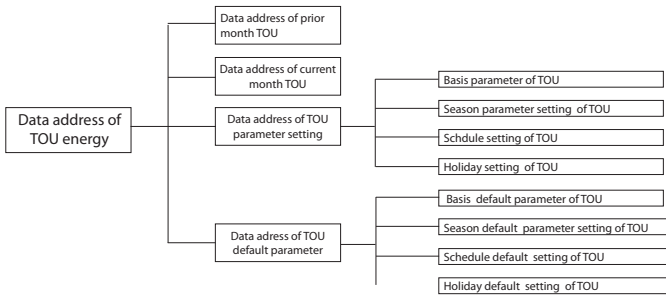 Data address of prior
month TOU
Data address of current
month TOU
Data address of
TOU energy
Data address of TOU
parameter setting
Basis parameter of TOU
Season parameter setting of TOU
Schdule setting of TOU
Holiday setting of TOU
Data adress of TOU
default parameter
Basis default parameter of TOU
Season default parameter setting of TOU
Schedule default setting of TOU
Holiday default setting of TOU